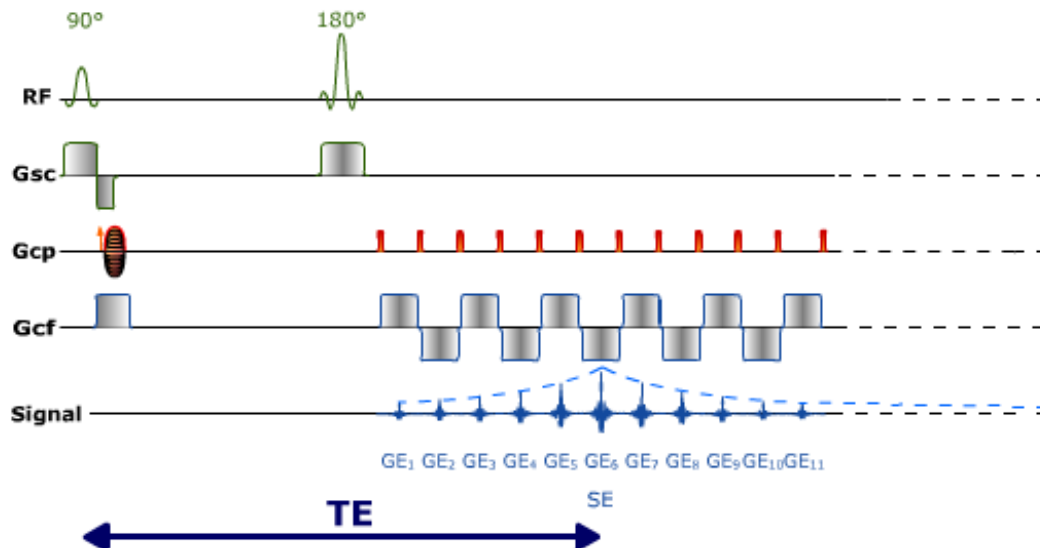 90° 180°
RF
Gsc
Gcp
Gcf
Signal
GE₁ GE₂ GE₃ GE₄ GE₅ GE₆ GE₇ GE₈ GE₉ GE₁₀ GE₁₁
SE
TE